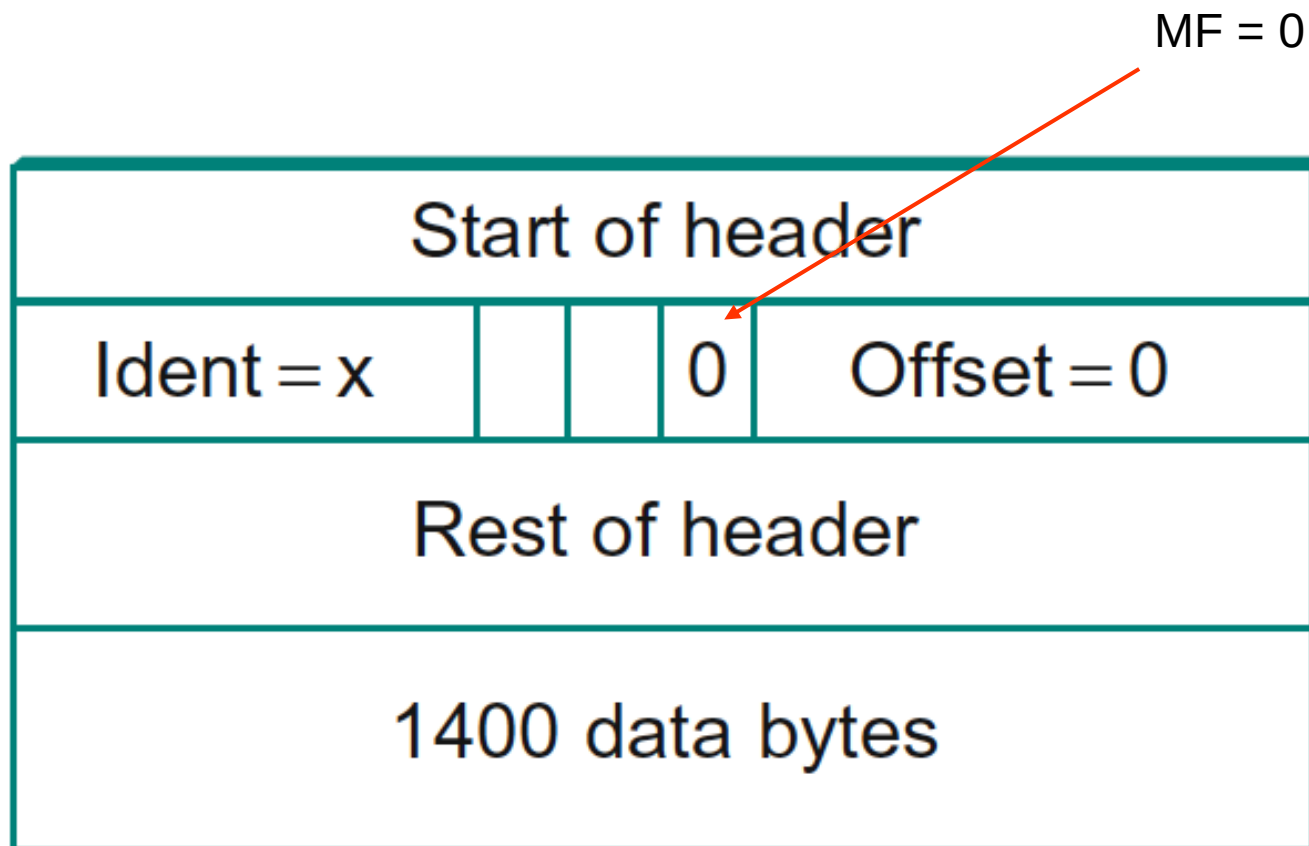 MF = 0
Start of header
Ident = x 0 Offset = 0
Rest of header
1400 data bytes